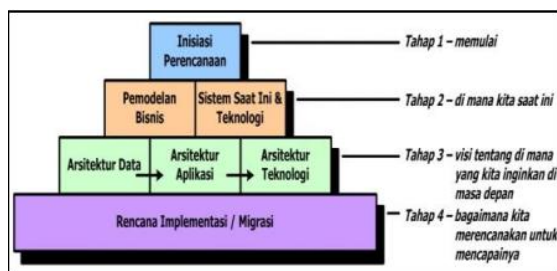 Inisiasi
Perencanaan
Tahap 1 – memulai
Pemodelan
Bisnis
Sistem Saat Ini &
Teknologi
Tahap 2 – di mana kita saat ini
Arsitektur Data
Arsitektur
Aplikasi
Arsitektur
Teknologi
Tahap 3 – visi tentang di mana
yang kita inginkan di
masa depan
Rencana Implementasi / Migrasi
Tahap 4 – bagaimana kita
merencanakan untuk
mencapainya